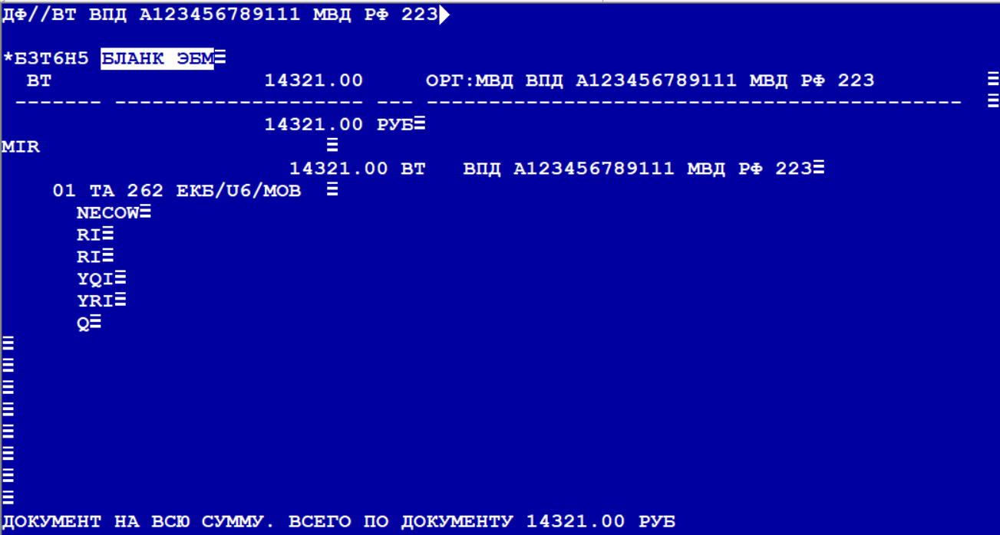 ДФ//ВТ ВПД А123456789111 МВД РФ 223
*Б3Т6Н5 БЛАНК ЭБМ
ВТ 14321.00 ОРГ:МВД ВПД А123456789111 МВД РФ 223
------- -------------------- --- -------------------------------------------
14321.00 РУБ
MIR
14321.00 ВТ ВПД А123456789111 МВД РФ 223
01 ТА 262 ЕКБ/U6/МОВ
NECOW
RI
RI
YQI
YRI
Q
ДОКУМЕНТ НА ВСЮ СУММУ. ВСЕГО ПО ДОКУМЕНТУ 14321.00 РУБ